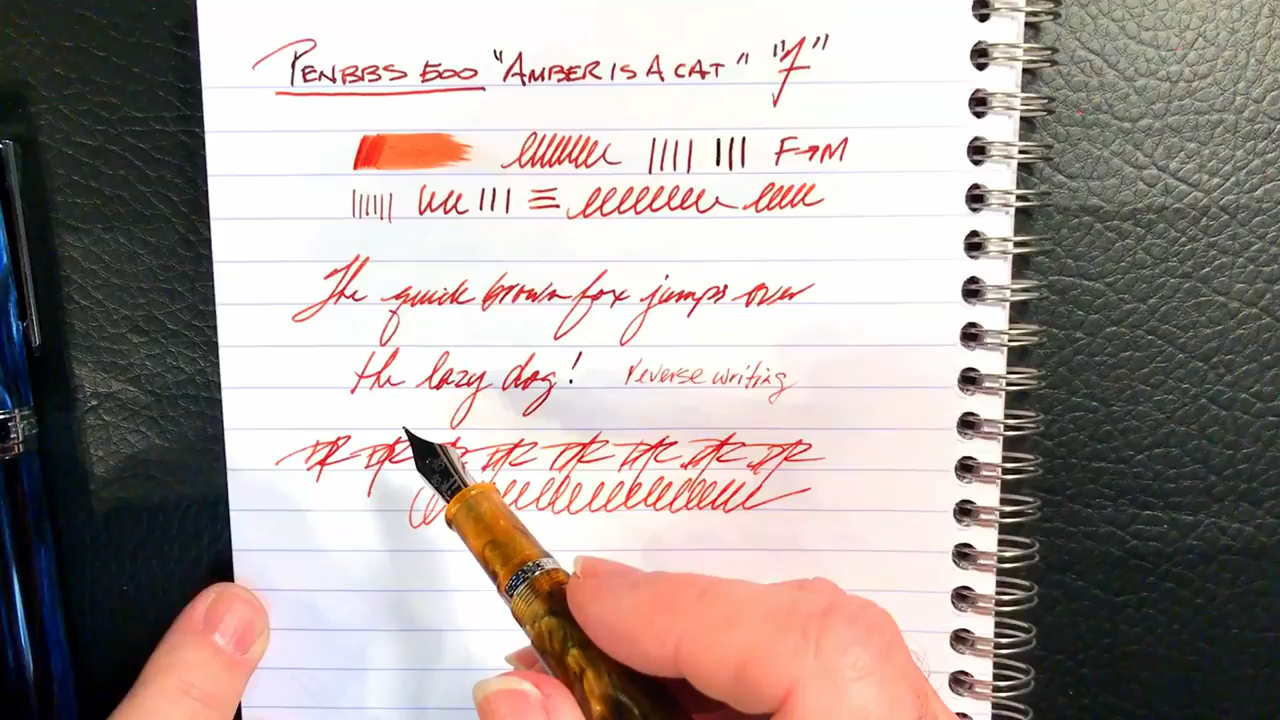 PENBBS 500 "AMBER IS A CAT" "f"
F→M
The quick brown fox jumps over
the lazy dog! reverse writing